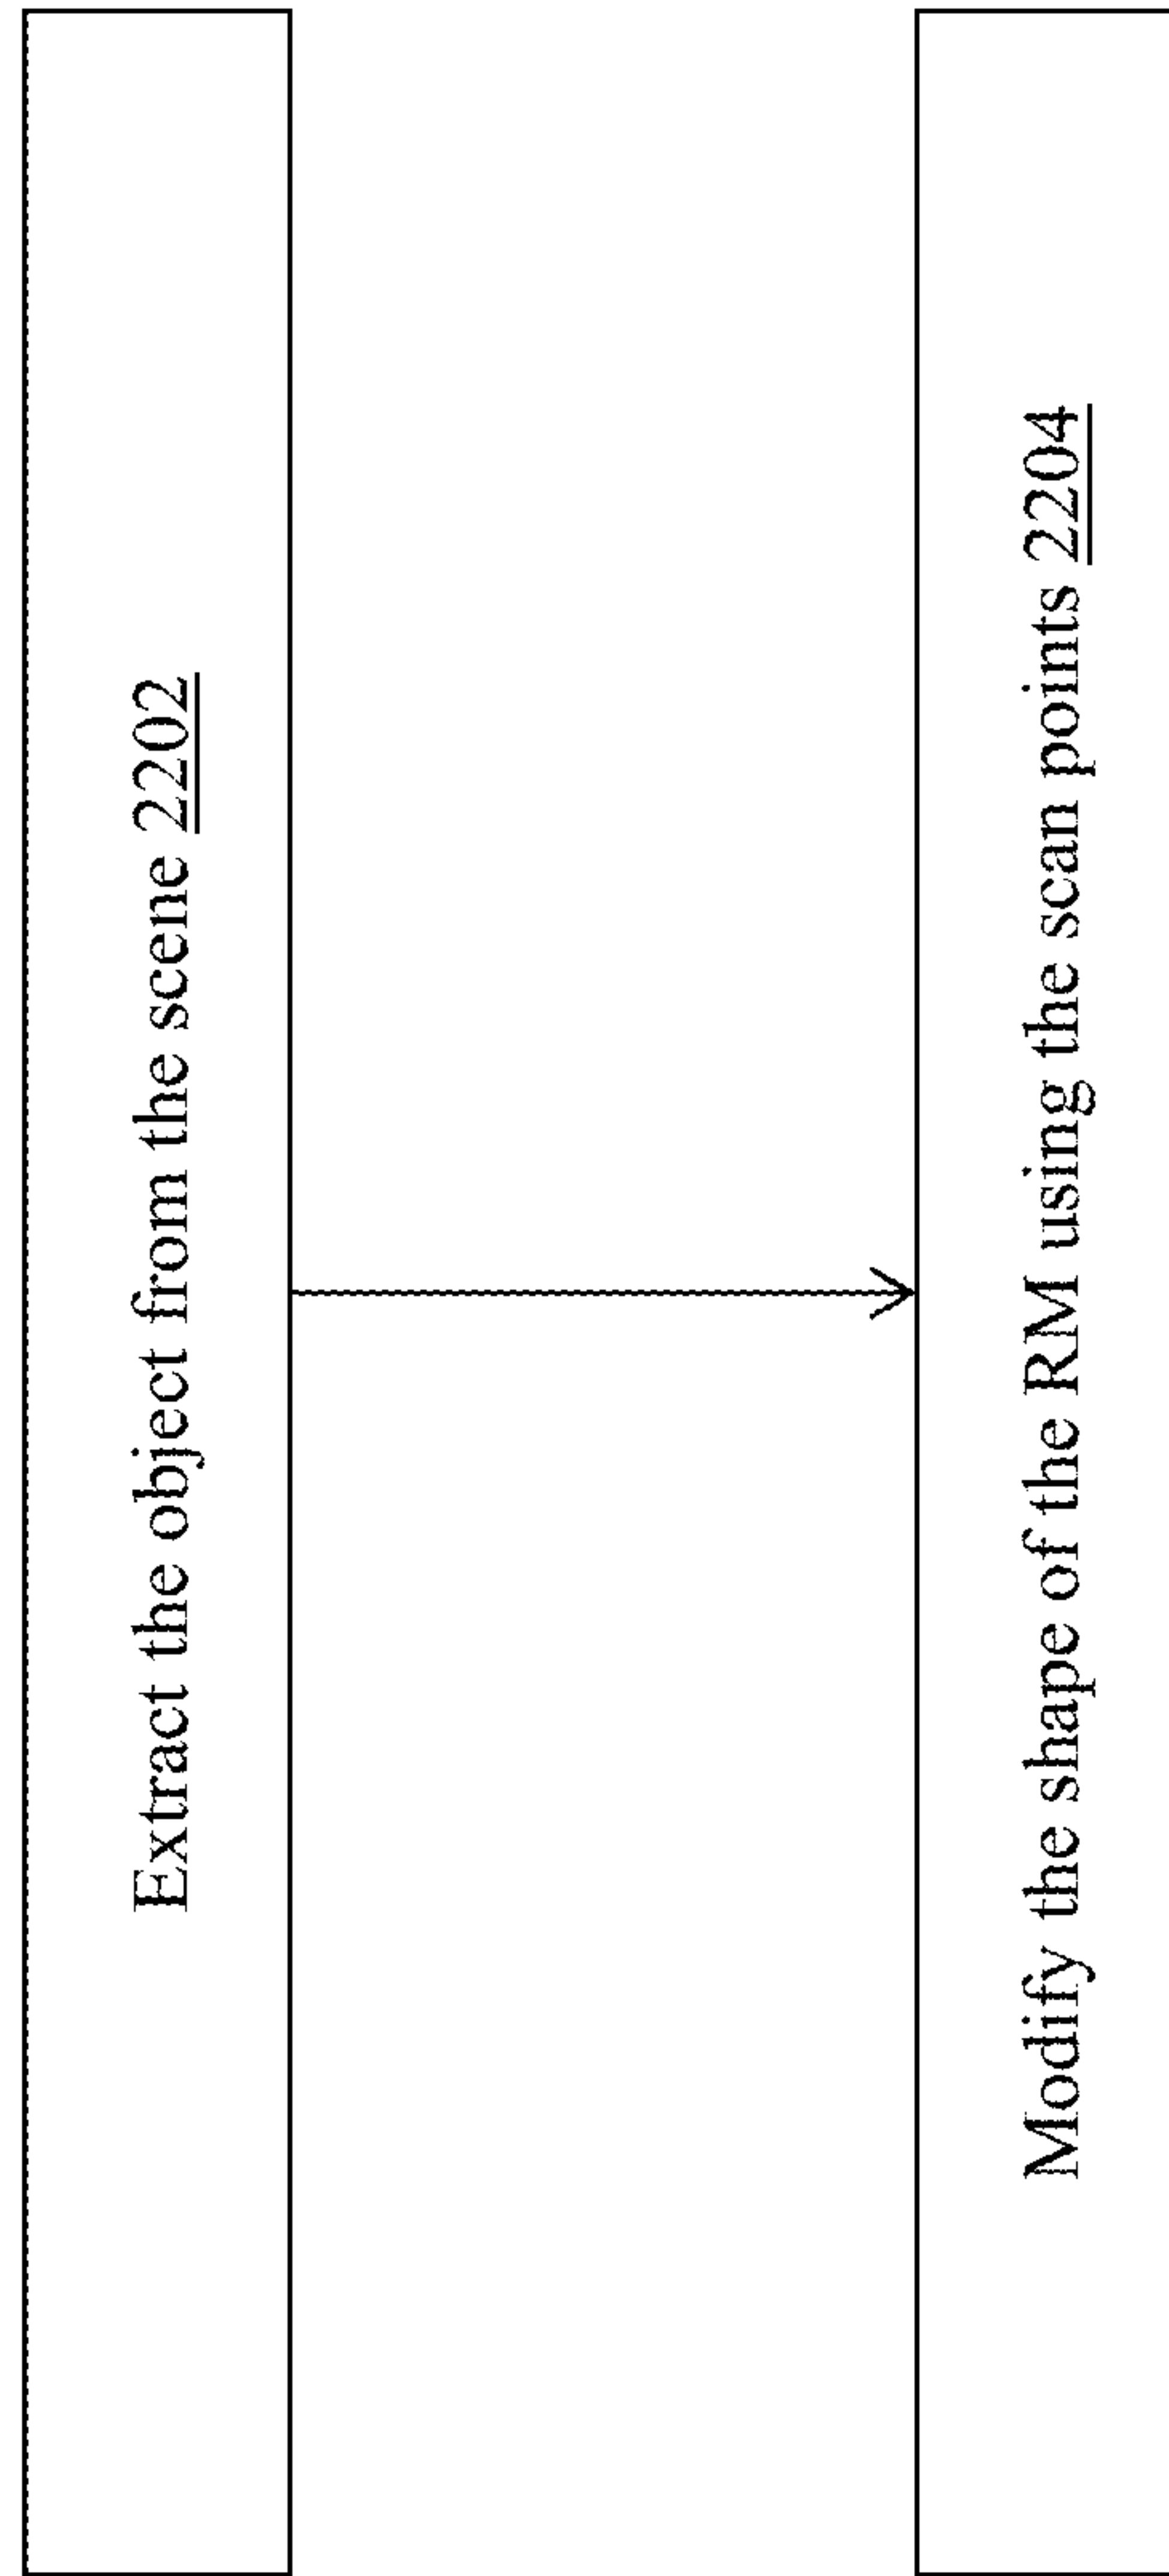 Extract the object from the scene 2202
Modify the shape of the RM using the scan points 2204